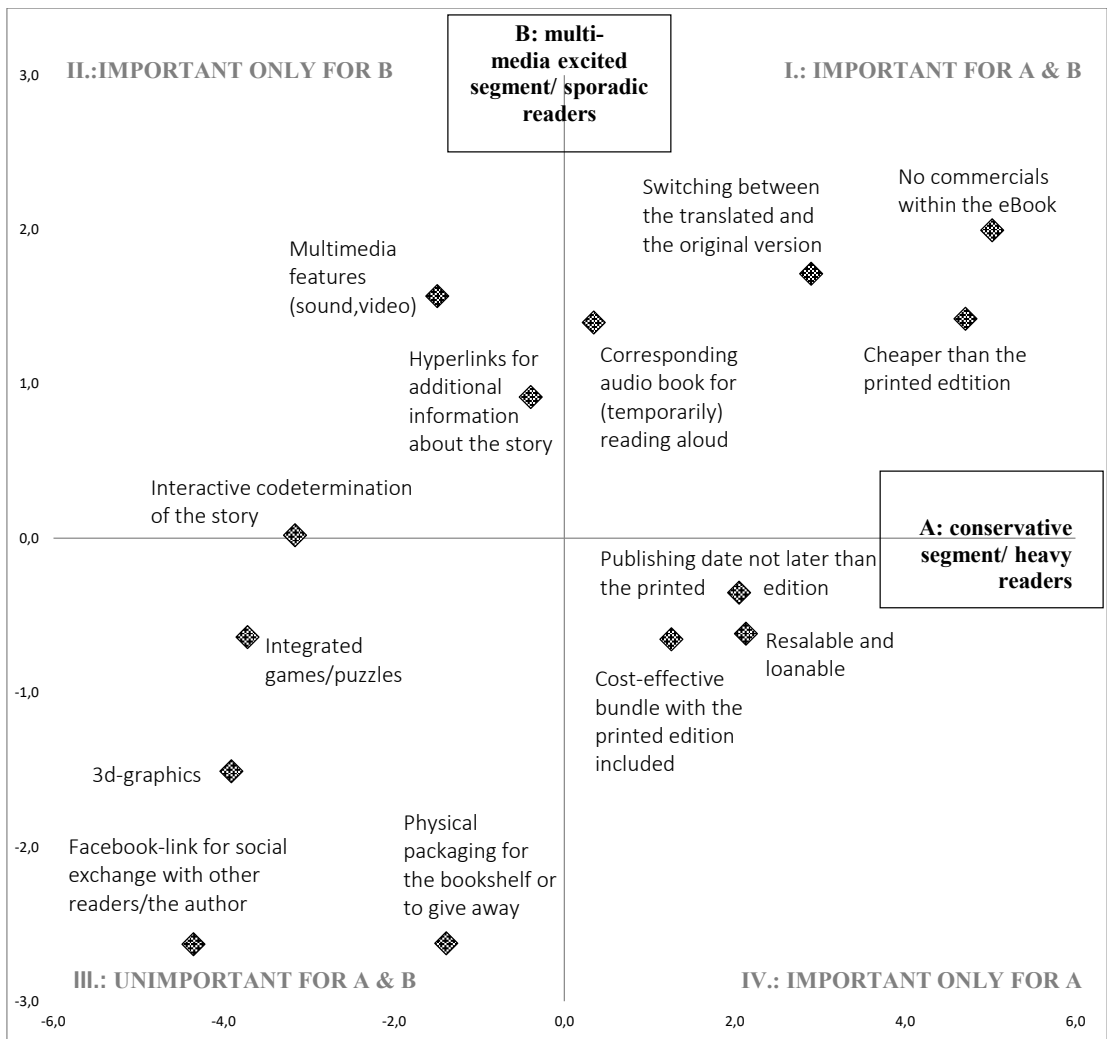 B: multi-
media excited
segment/ sporadic
readers
3,0
II.:IMPORTANT ONLY FOR B
I.: IMPORTANT FOR A & B
No commercials
within the eBook
Switching between
the translated and
the original version
2,0
Multimedia
features
(sound,video)
Hyperlinks for
additional
information
about the story
Corresponding
audio book for
(temporarily)
reading aloud
Cheaper than the
printed edtition
1,0
Interactive codetermination
of the story
0,0
A: conservative
segment/ heavy
readers
Publishing date not later than
the printed edition
Integrated
games/puzzles
Resalable and
loanable
Cost-effective
bundle with the
printed edition
included
-1,0
3d-graphics
Facebook-link for social
exchange with other
readers/the author
Physical
packaging for
the bookshelf or
to give away
-2,0
III.: UNIMPORTANT FOR A & B
IV.: IMPORTANT ONLY FOR A
-3,0
-6,0 -4,0 -2,0 0,0 2,0 4,0 6,0